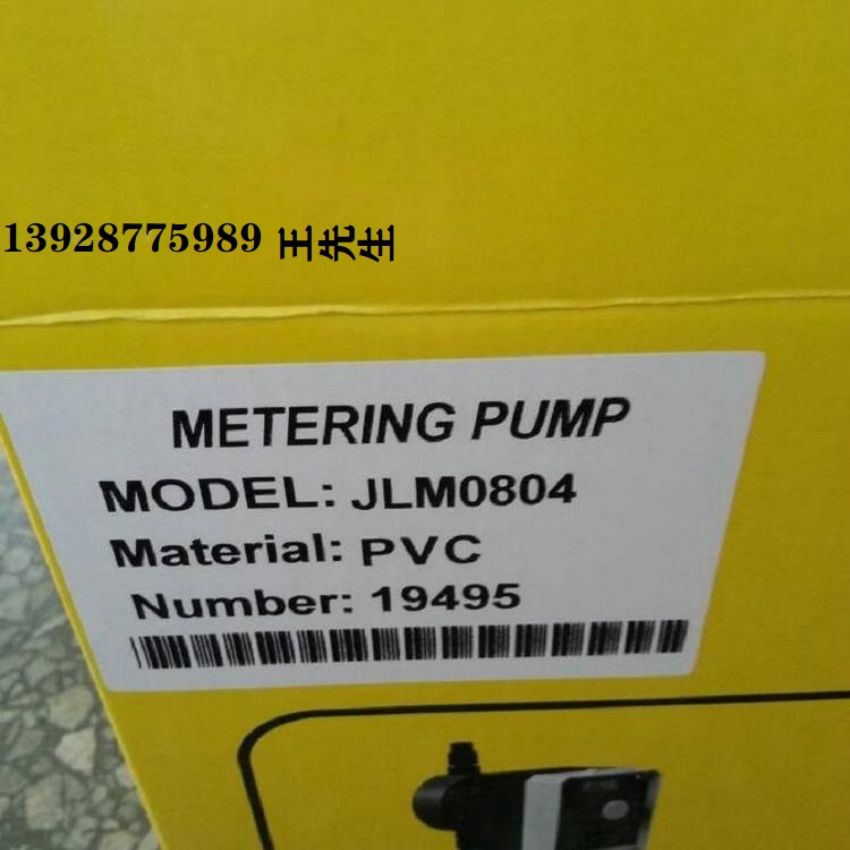 13928775989 王先生
METERING PUMP
MODEL: JLM0804
Material: PVC
Number: 19495